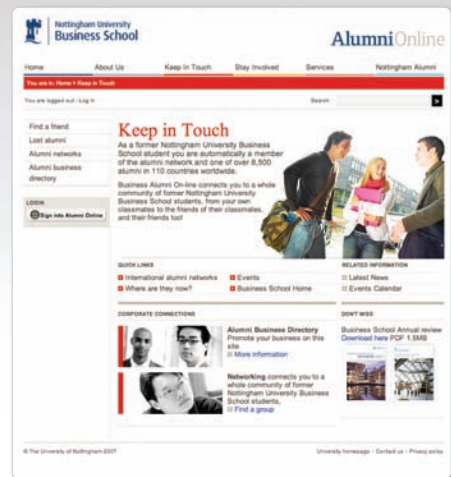 Nottingham University
Business School
AlumniOnline
Home About Us Keep In Touch Stay Involved Services Nottingham Alumni
You are in: Home > Keep in Touch
You are logged out : Log
Search
Find a friend
Lost alumni
Alumni networks
Alumni business
directory
LOGIN
Sign into Alumni Online
Keep in Touch
As a former Nottingham University Business
School student you are automatically a member
of the alumni network and one of over 8,500
alumni in 110 countries worldwide.
Business Alumni On-line connects you to a whole
community of former Nottingham University
Business School students, from your own
classmates to the friends of their classmates,
and their friends too!
QUICK LINKS
International alumni networks
Where are they now?
Events
Business School Home
RELATED INFORMATION
Latest News
Events Calendar
CORPORATE CONNECTIONS
Alumni Business Directory
Promote your business on this
site
More information
Networking connects you to a
whole community of former
Nottingham University Business
School students,
Find a group
DON'T MISS
Business School Annual review
Download here PDF 1.5MB
© The University of Nottingham 2007
University homepage | Contact us | Privacy policy